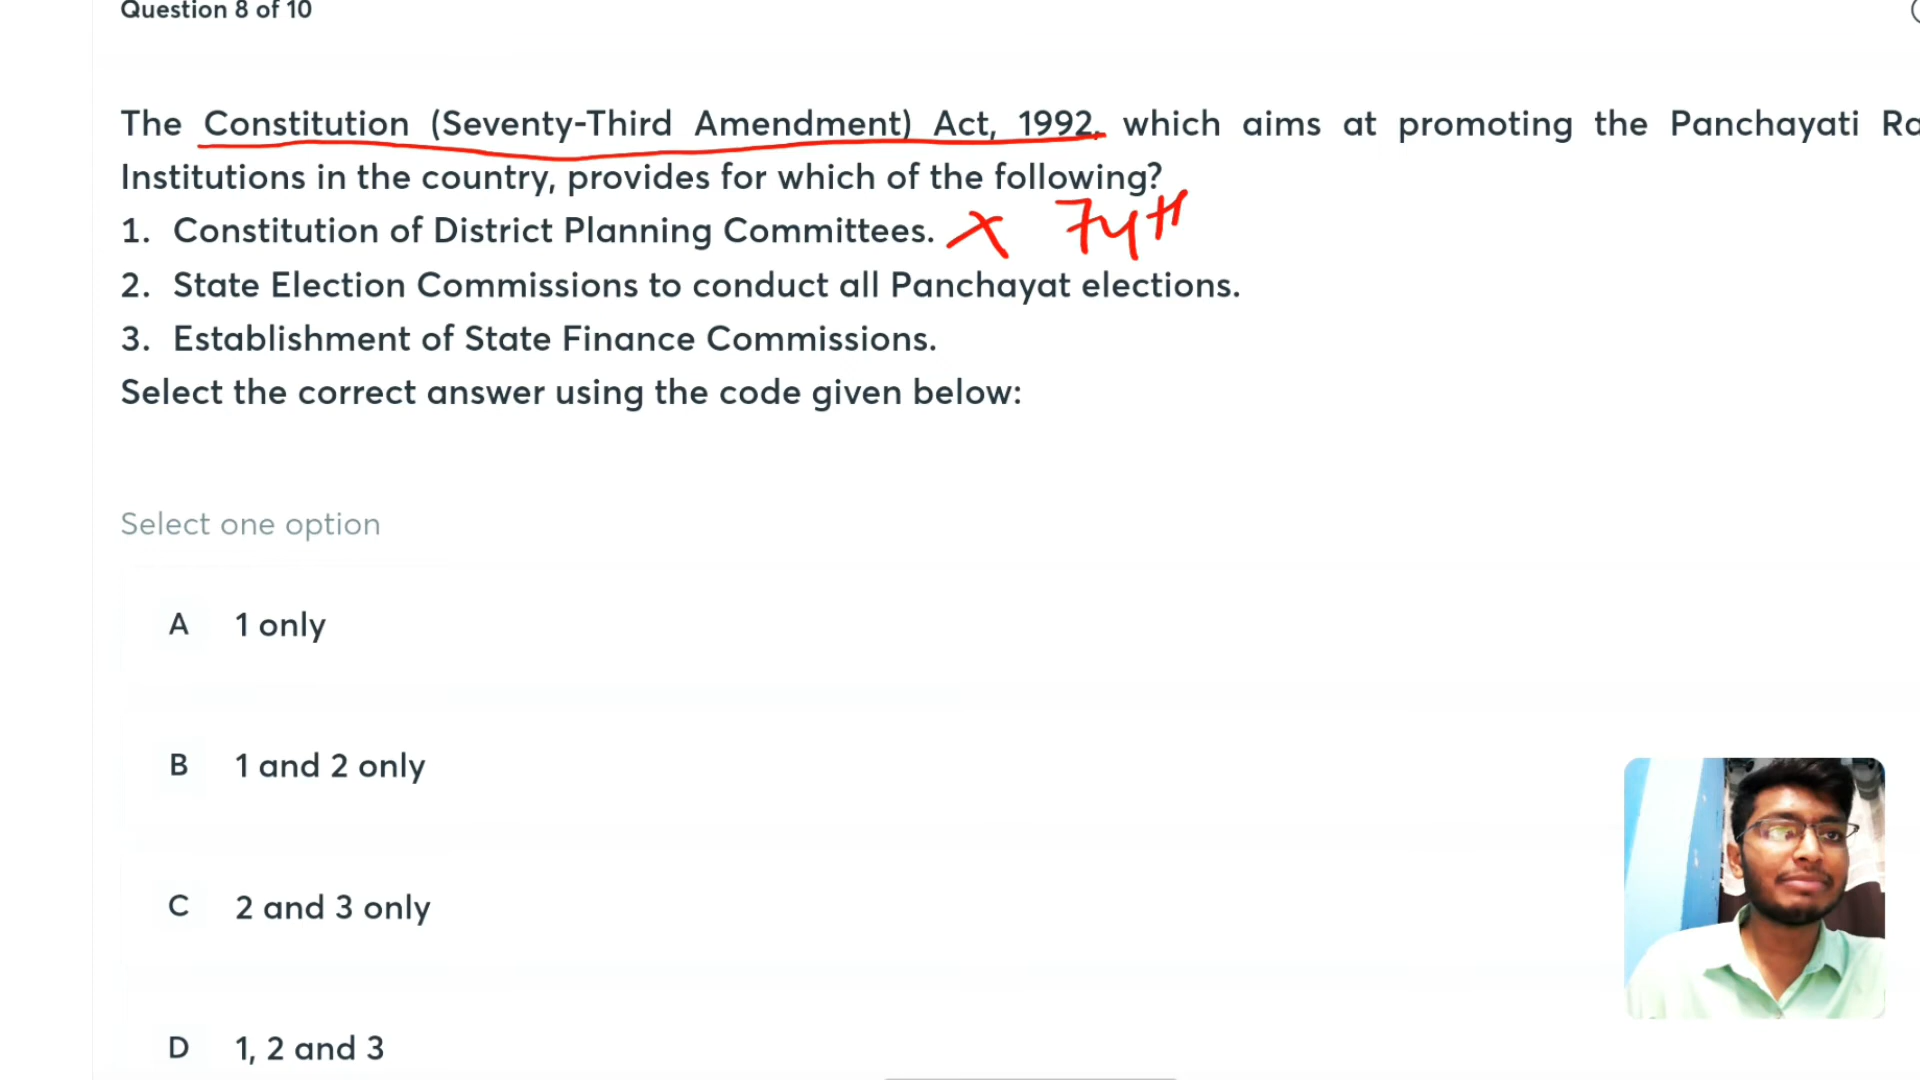 Question 8 of 10
The Constitution (Seventy-Third Amendment) Act, 1992, which aims at promoting the Panchayati Ra
Institutions in the country, provides for which of the following?
1. Constitution of District Planning Committees. X 74th
2. State Election Commissions to conduct all Panchayat elections.
3. Establishment of State Finance Commissions.
Select the correct answer using the code given below:
Select one option
A 1 only
B 1 and 2 only
C 2 and 3 only
D 1, 2 and 3